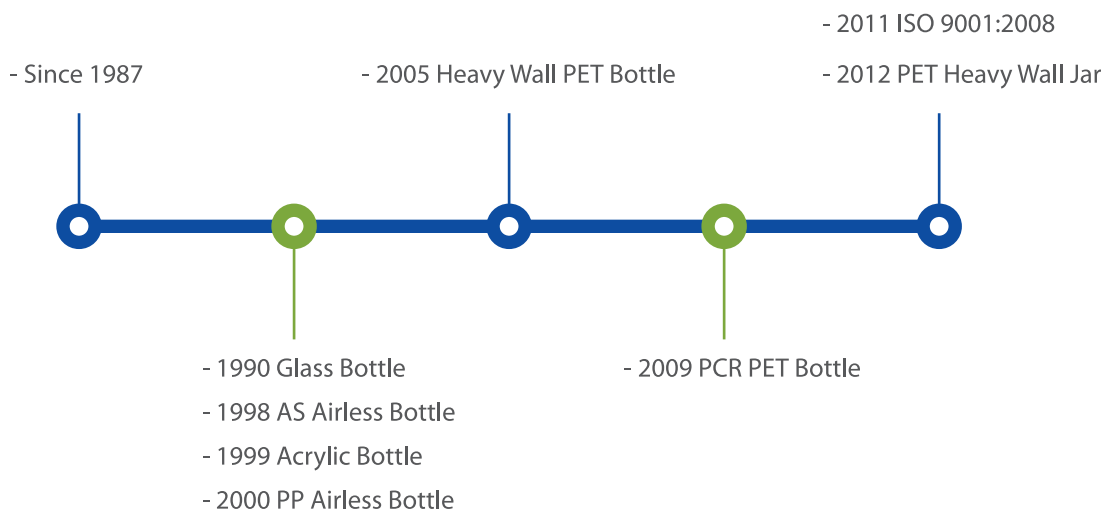 - Since 1987
- 1990 Glass Bottle
- 1998 AS Airless Bottle
- 1999 Acrylic Bottle
- 2000 PP Airless Bottle
- 2005 Heavy Wall PET Bottle
- 2009 PCR PET Bottle
- 2011 ISO 9001:2008
- 2012 PET Heavy Wall Jar